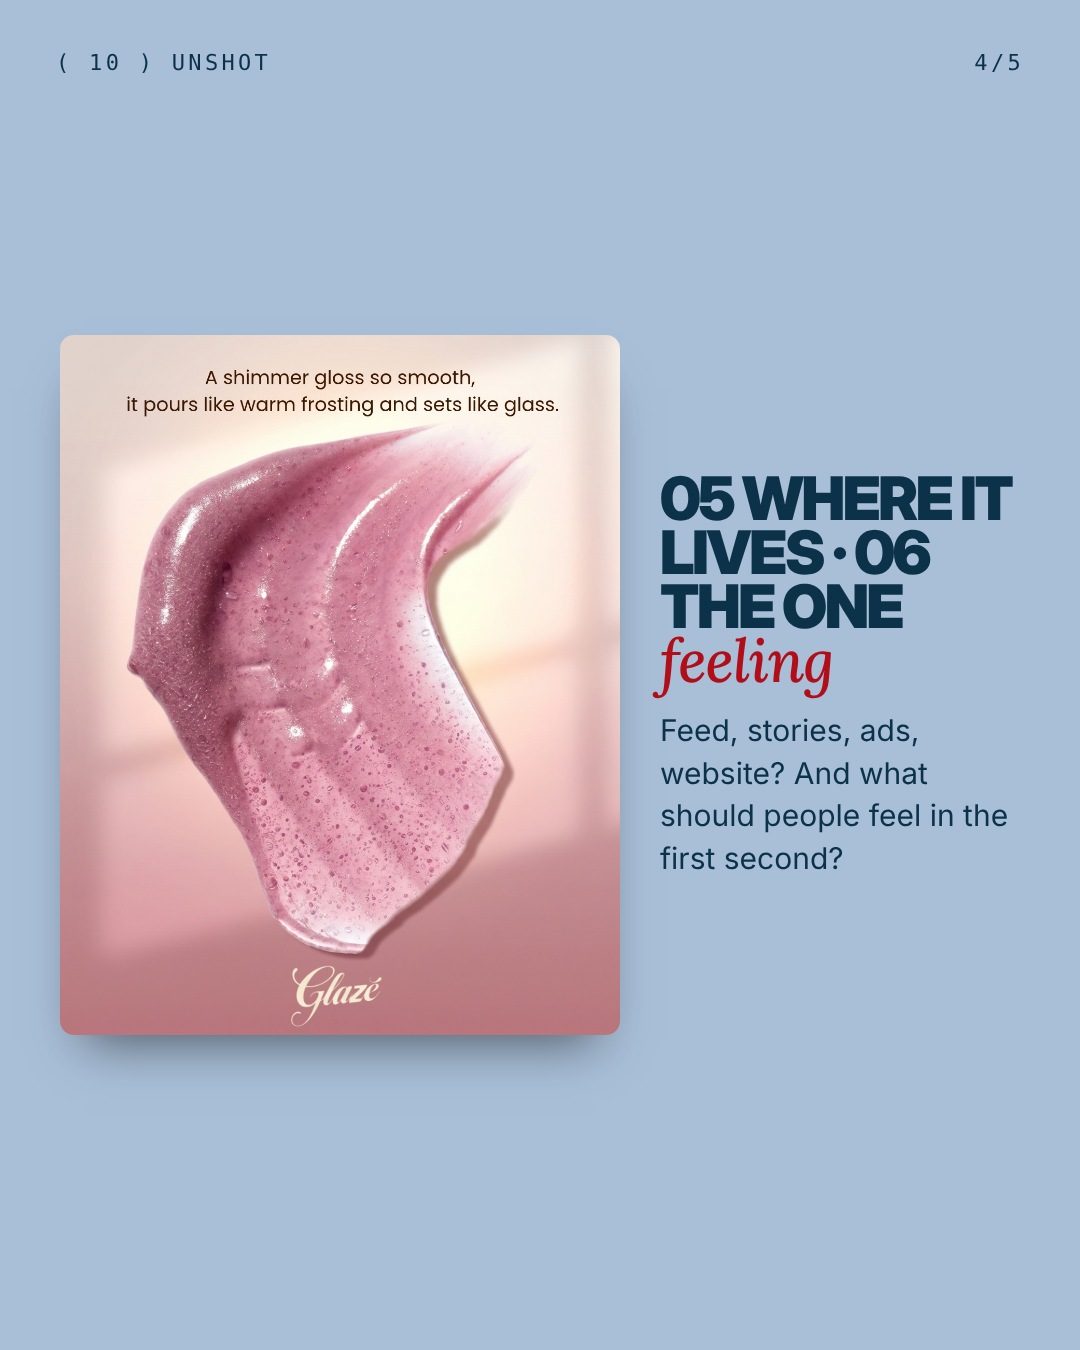 ( 10 ) UNSHOT
4/5
A shimmer gloss so smooth,
it pours like warm frosting and sets like glass.
Glazé
05 WHERE IT
LIVES · 06
THE ONE
feeling
Feed, stories, ads,
website? And what
should people feel in the
first second?